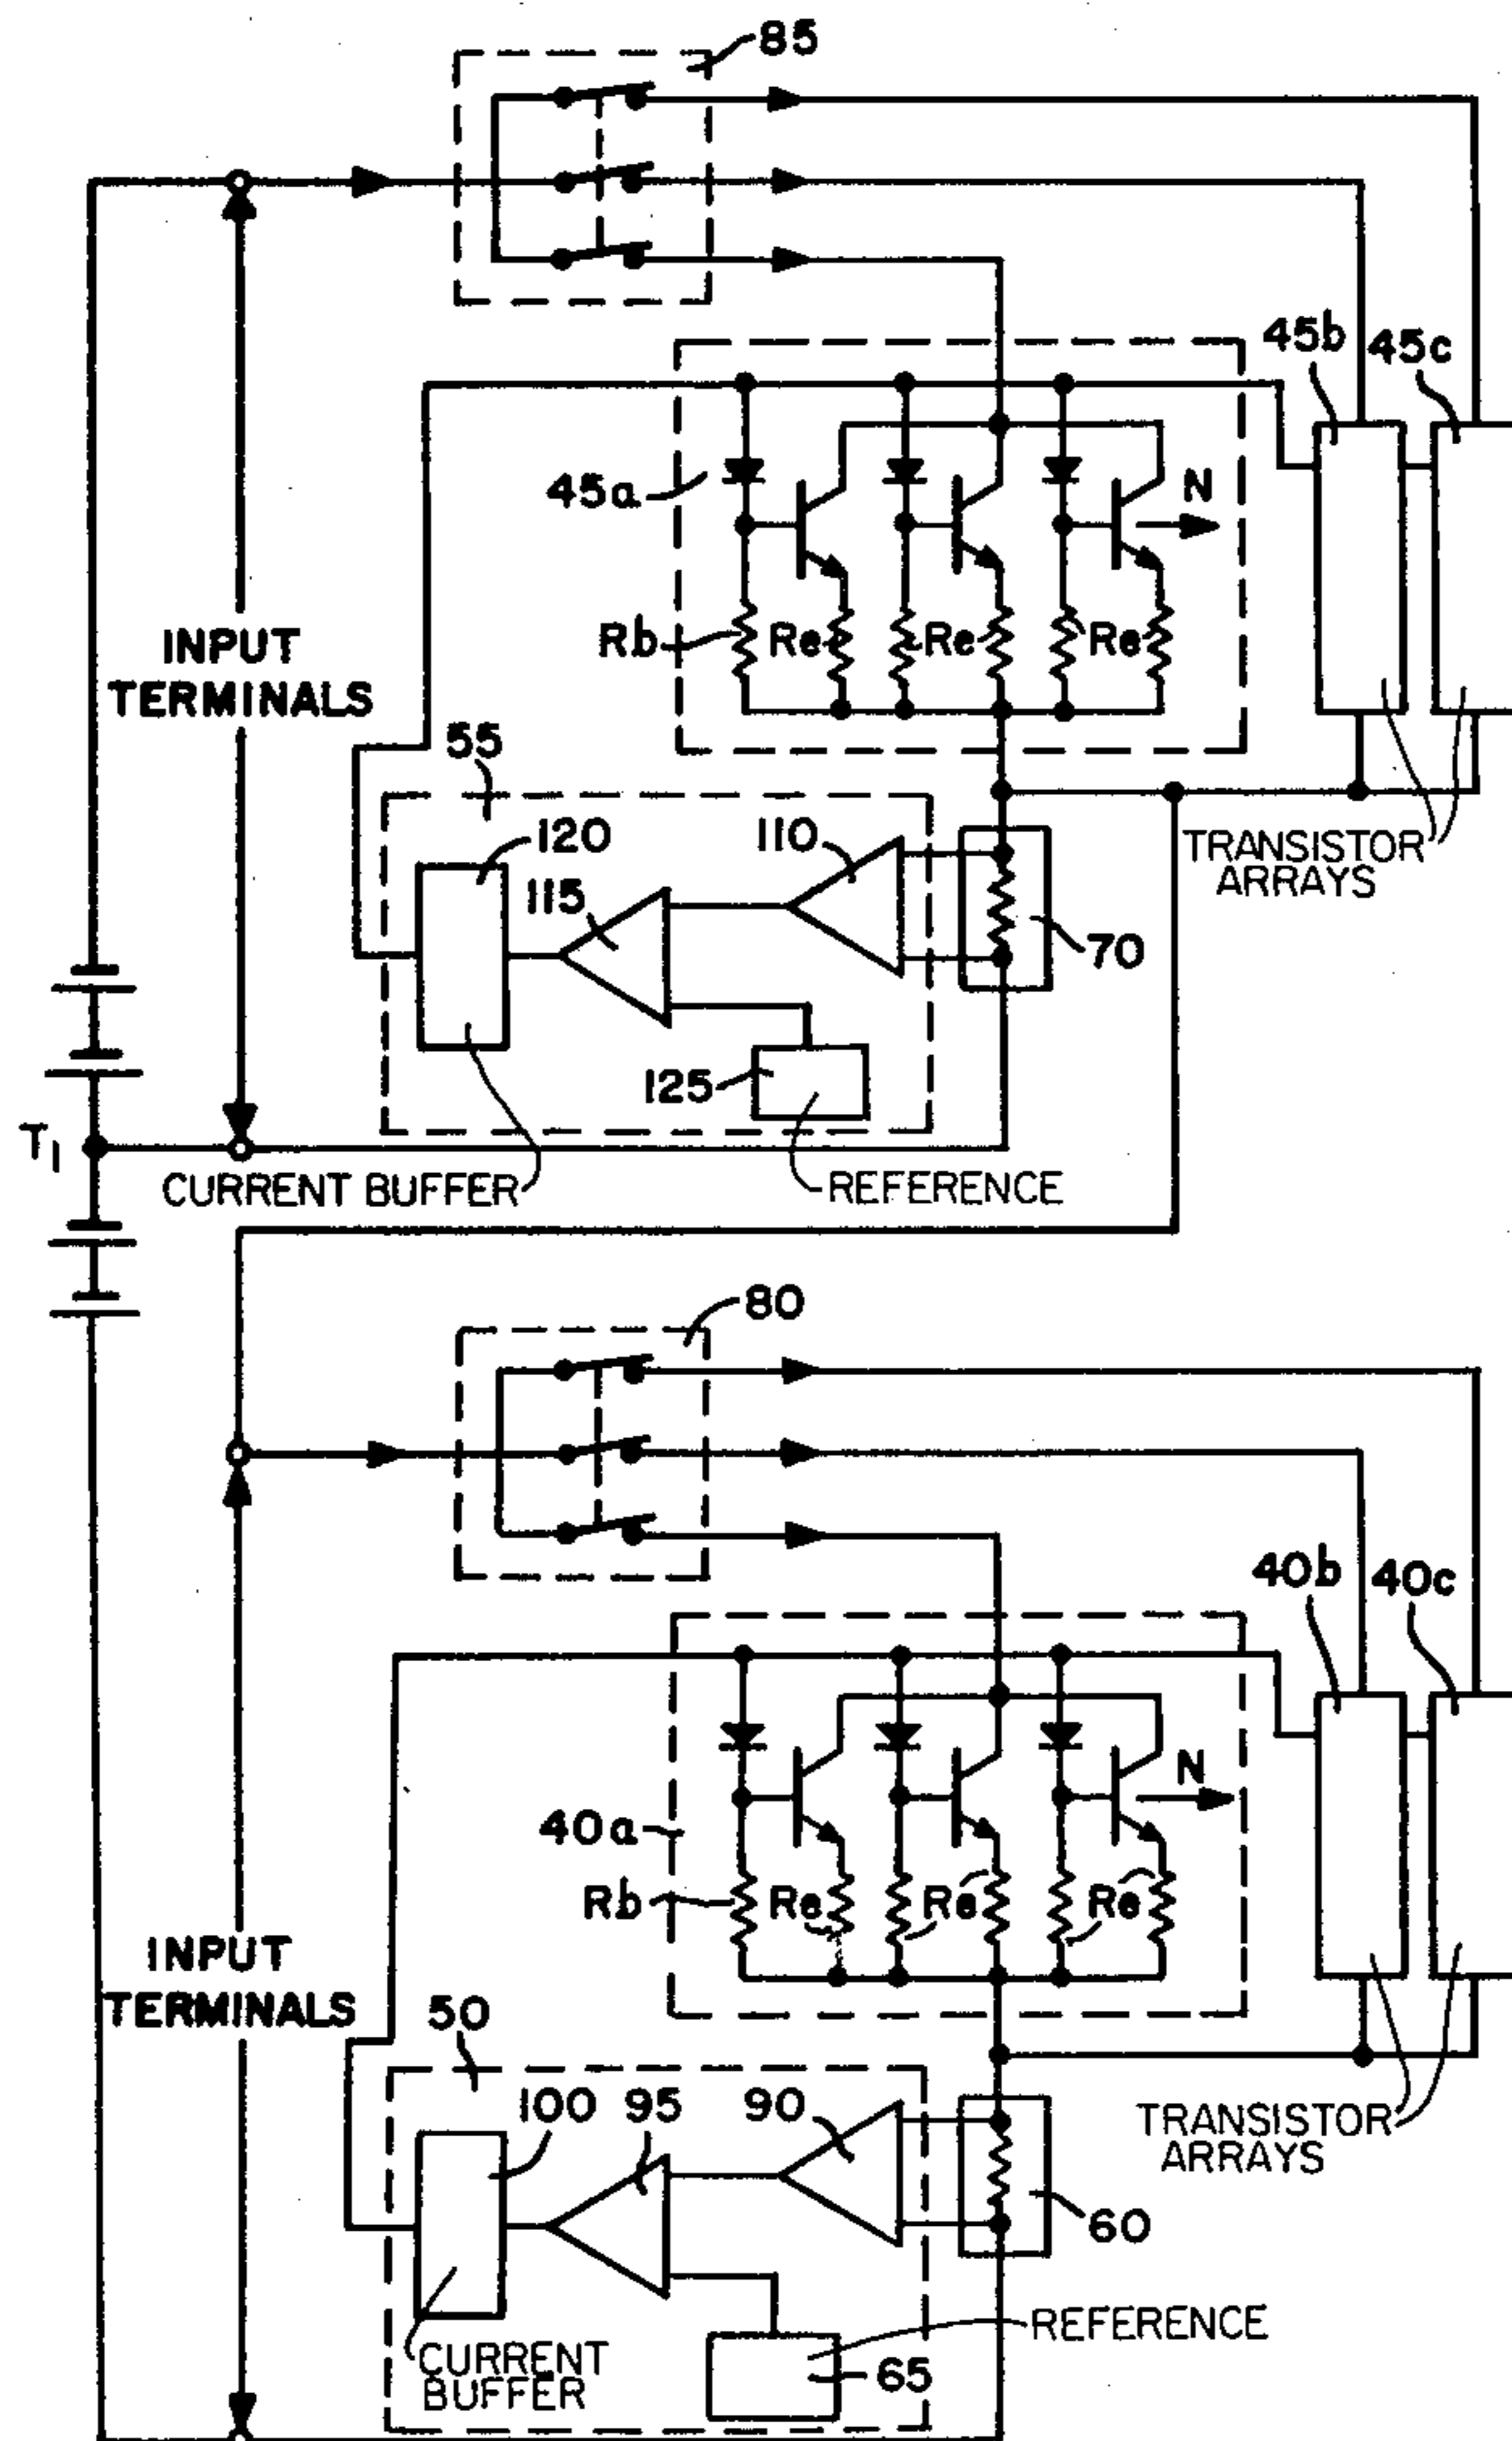 85
45b
45c
45a
N
Rb
Re
Re
Re
INPUT
TERMINALS
55
120
110
115
TRANSISTOR
ARRAYS
70
125
T1
CURRENT BUFFER
REFERENCE
80
40b
40c
N
40a
Rb
Re
Re
Re
INPUT
TERMINALS
50
100
95
90
TRANSISTOR
ARRAYS
60
REFERENCE
CURRENT
BUFFER
65